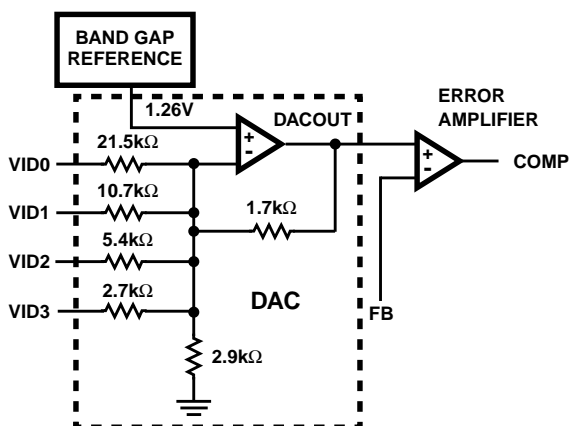 BAND GAP
REFERENCE
1.26V
DACOUT
ERROR
AMPLIFIER
21.5kΩ
VID0
+
-
+
-
COMP
10.7kΩ
VID1
1.7kΩ
5.4kΩ
VID2
2.7kΩ
VID3
DAC
FB
2.9kΩ